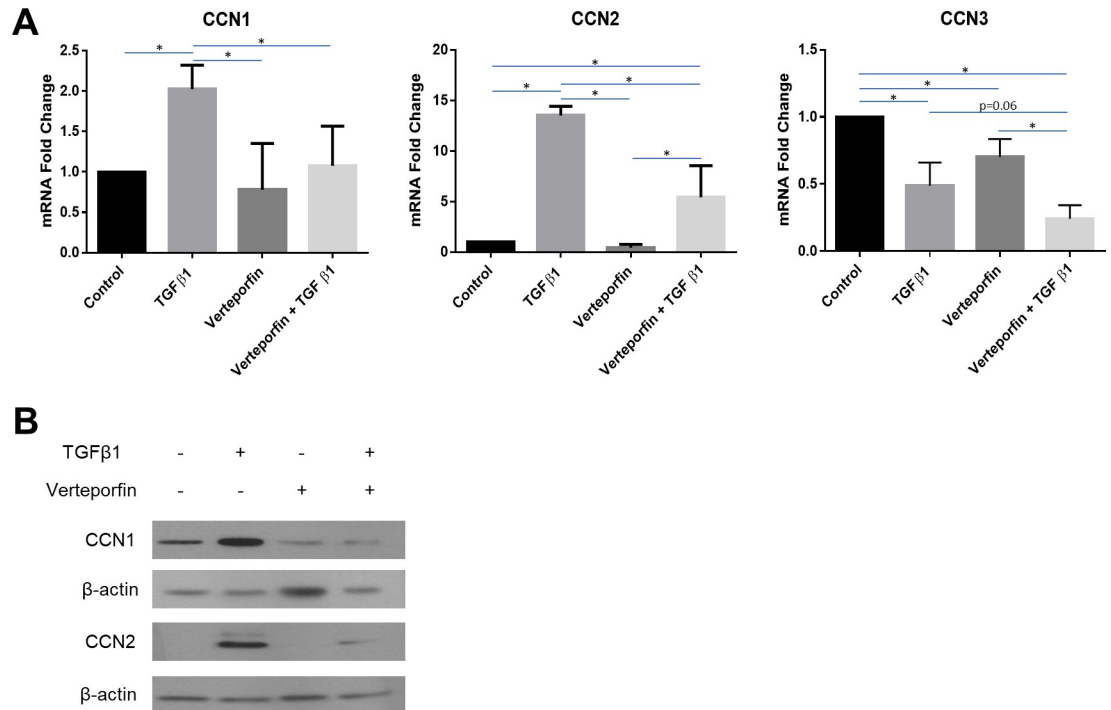 A
CCN1
mRNA Fold Change
2.5
2.0
1.5
1.0
0.5
0.0
* * *
Control
TGFβ1
Verteporfin
Verteporfin + TGF β1
CCN2
mRNA Fold Change
20
15
10
5
0
* * * * *
Control
TGFβ1
Verteporfin
Verteporfin + TGF β1
CCN3
mRNA Fold Change
1.5
1.0
0.5
0.0
*
*
*
p=0.06
*
Control
TGFβ1
Verteporfin
Verteporfin + TGF β1
B
TGFβ1 - + - +
Verteporfin - - + +
CCN1
β-actin
CCN2
β-actin